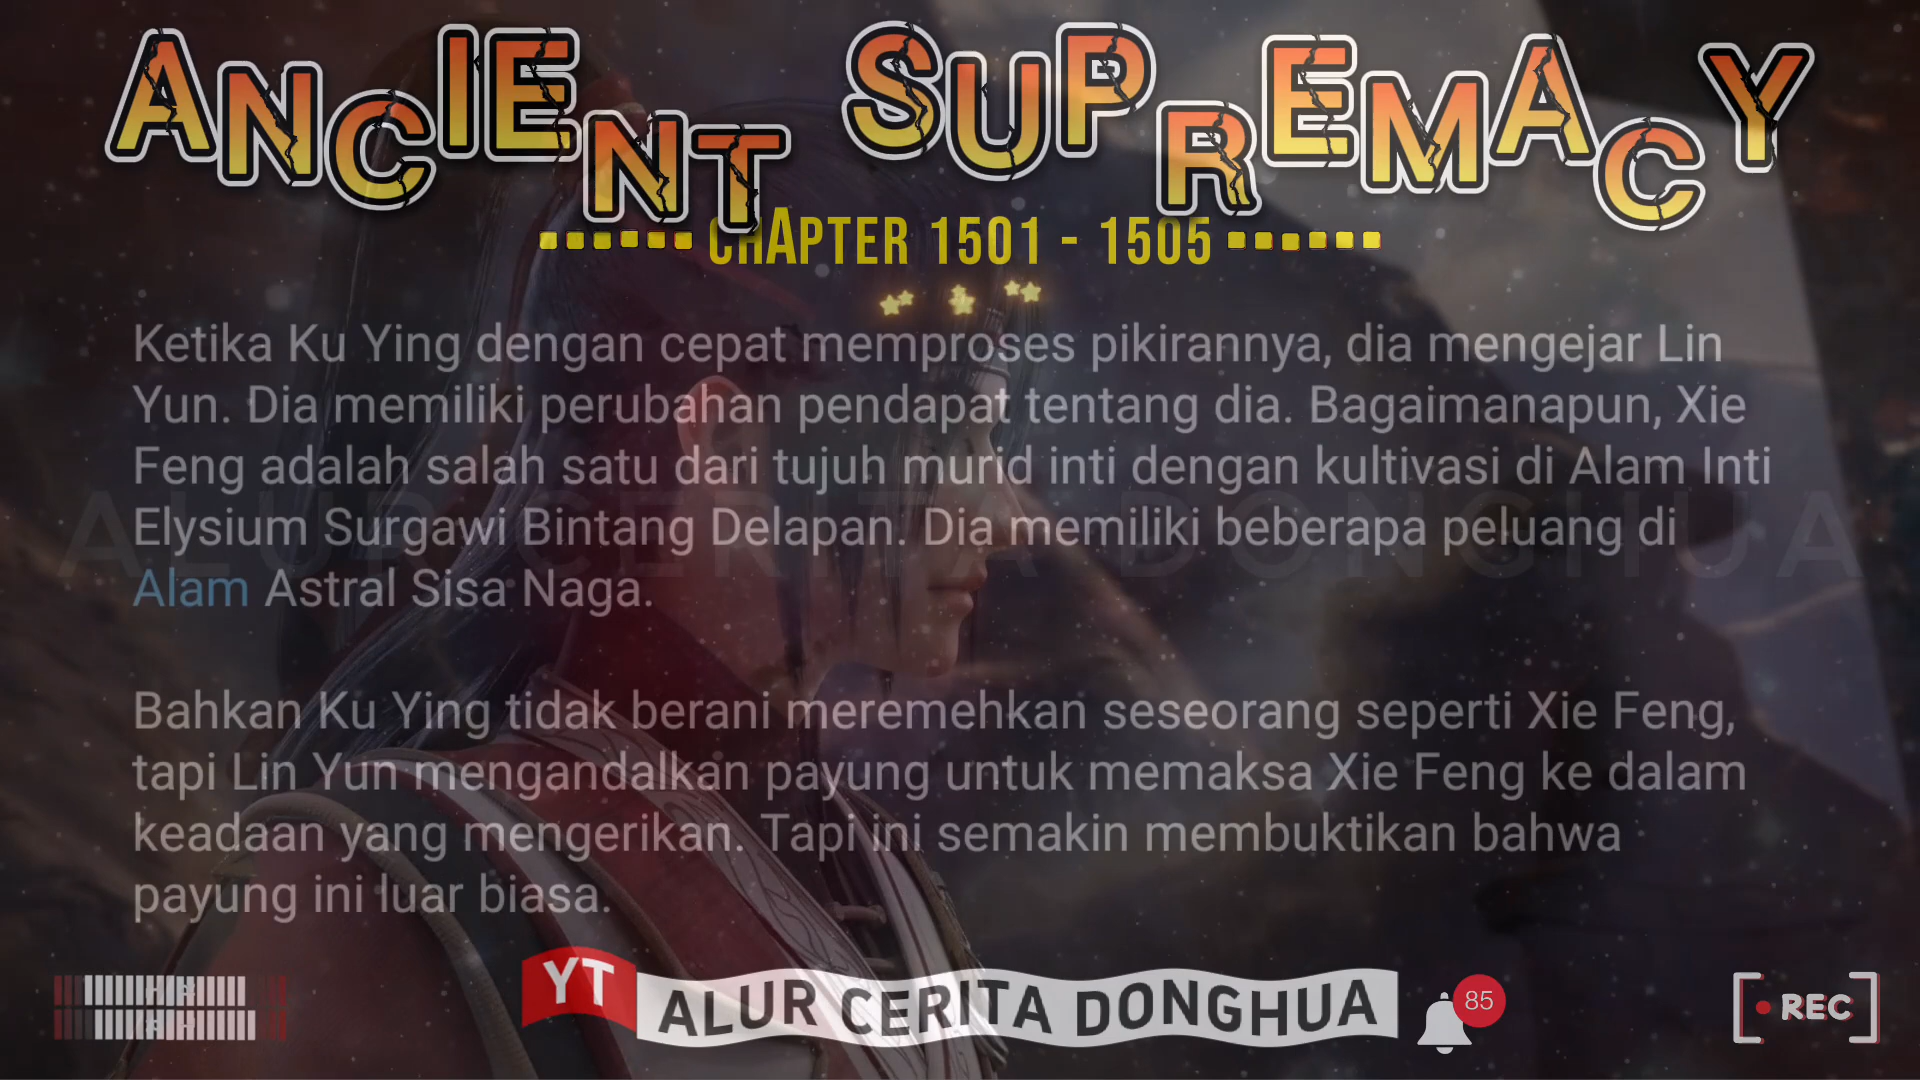 ANCIENT SUPREMACY
CHAPTER 1501 - 1505
Ketika Ku Ying dengan cepat memproses pikirannya, dia mengejar Lin
Yun. Dia memiliki perubahan pendapat tentang dia. Bagaimanapun, Xie
Feng adalah salah satu dari tujuh murid inti dengan kultivasi di Alam Inti
Elysium Surgawi Bintang Delapan. Dia memiliki beberapa peluang di
ALUR CERITA DONGHUA
Alam Astral Sisa Naga.
Bahkan Ku Ying tidak berani meremehkan seseorang seperti Xie Feng,
tapi Lin Yun mengandalkan payung untuk memaksa Xie Feng ke dalam
keadaan yang mengerikan. Tapi ini semakin membuktikan bahwa
payung ini luar biasa.
YT ALUR CERITA DONGHUA
85
REC